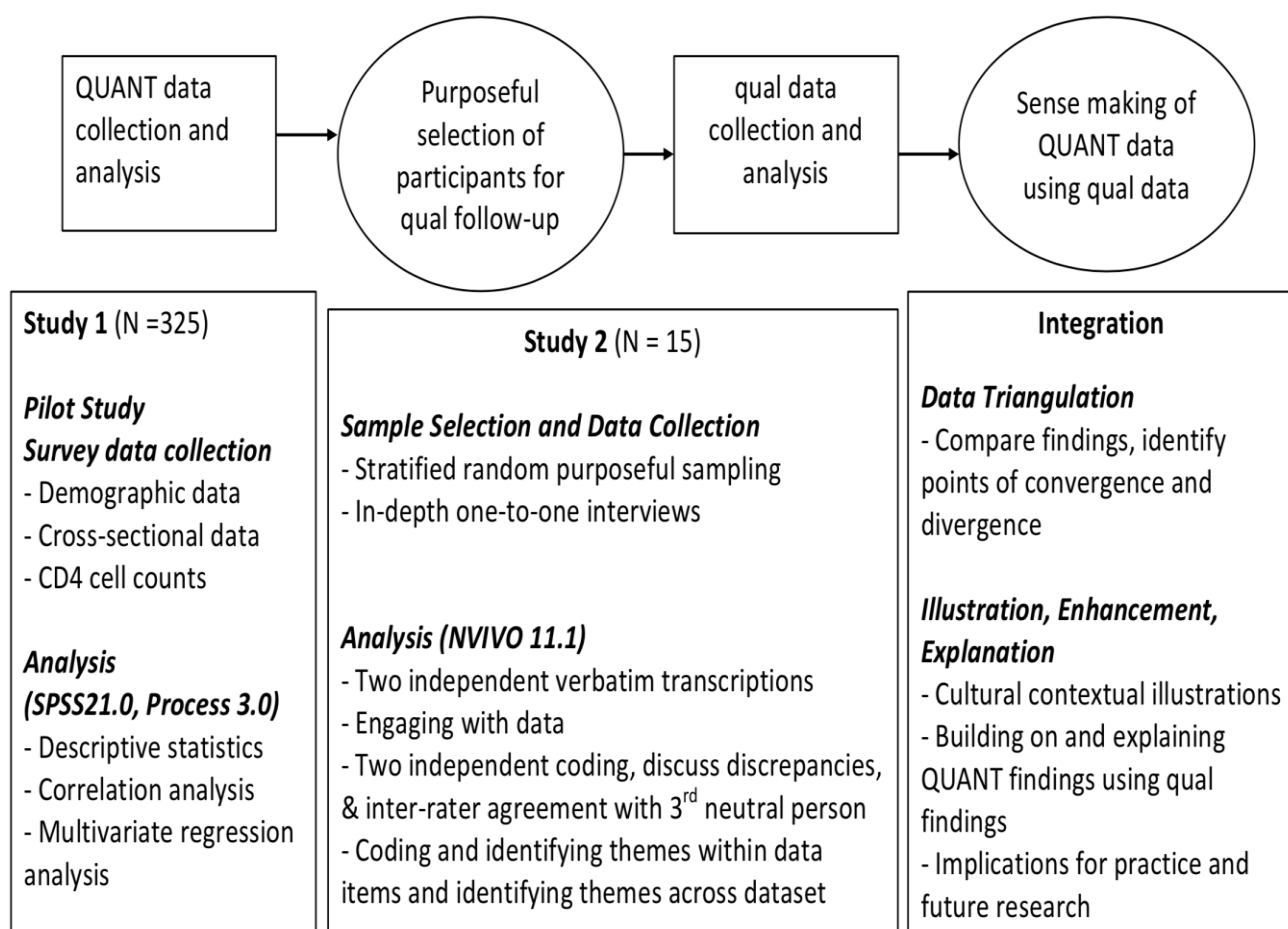 QUANT data
collection and
analysis
Purposeful
selection of
participants for
qual follow-up
qual data
collection and
analysis
Sense making of
QUANT data
using qual data
Study 1 (N =325)
Pilot Study
Survey data collection
- Demographic data
- Cross-sectional data
- CD4 cell counts
Analysis
(SPSS21.0, Process 3.0)
- Descriptive statistics
- Correlation analysis
- Multivariate regression
analysis
Study 2 (N = 15)
Sample Selection and Data Collection
- Stratified random purposeful sampling
- In-depth one-to-one interviews
Analysis (NVIVO 11.1)
- Two independent verbatim transcriptions
- Engaging with data
- Two independent coding, discuss discrepancies,
& inter-rater agreement with 3rd neutral person
- Coding and identifying themes within data
items and identifying themes across dataset
Integration
Data Triangulation
- Compare findings, identify
points of convergence and
divergence
Illustration, Enhancement,
Explanation
- Cultural contextual illustrations
- Building on and explaining
QUANT findings using qual
findings
- Implications for practice and
future research